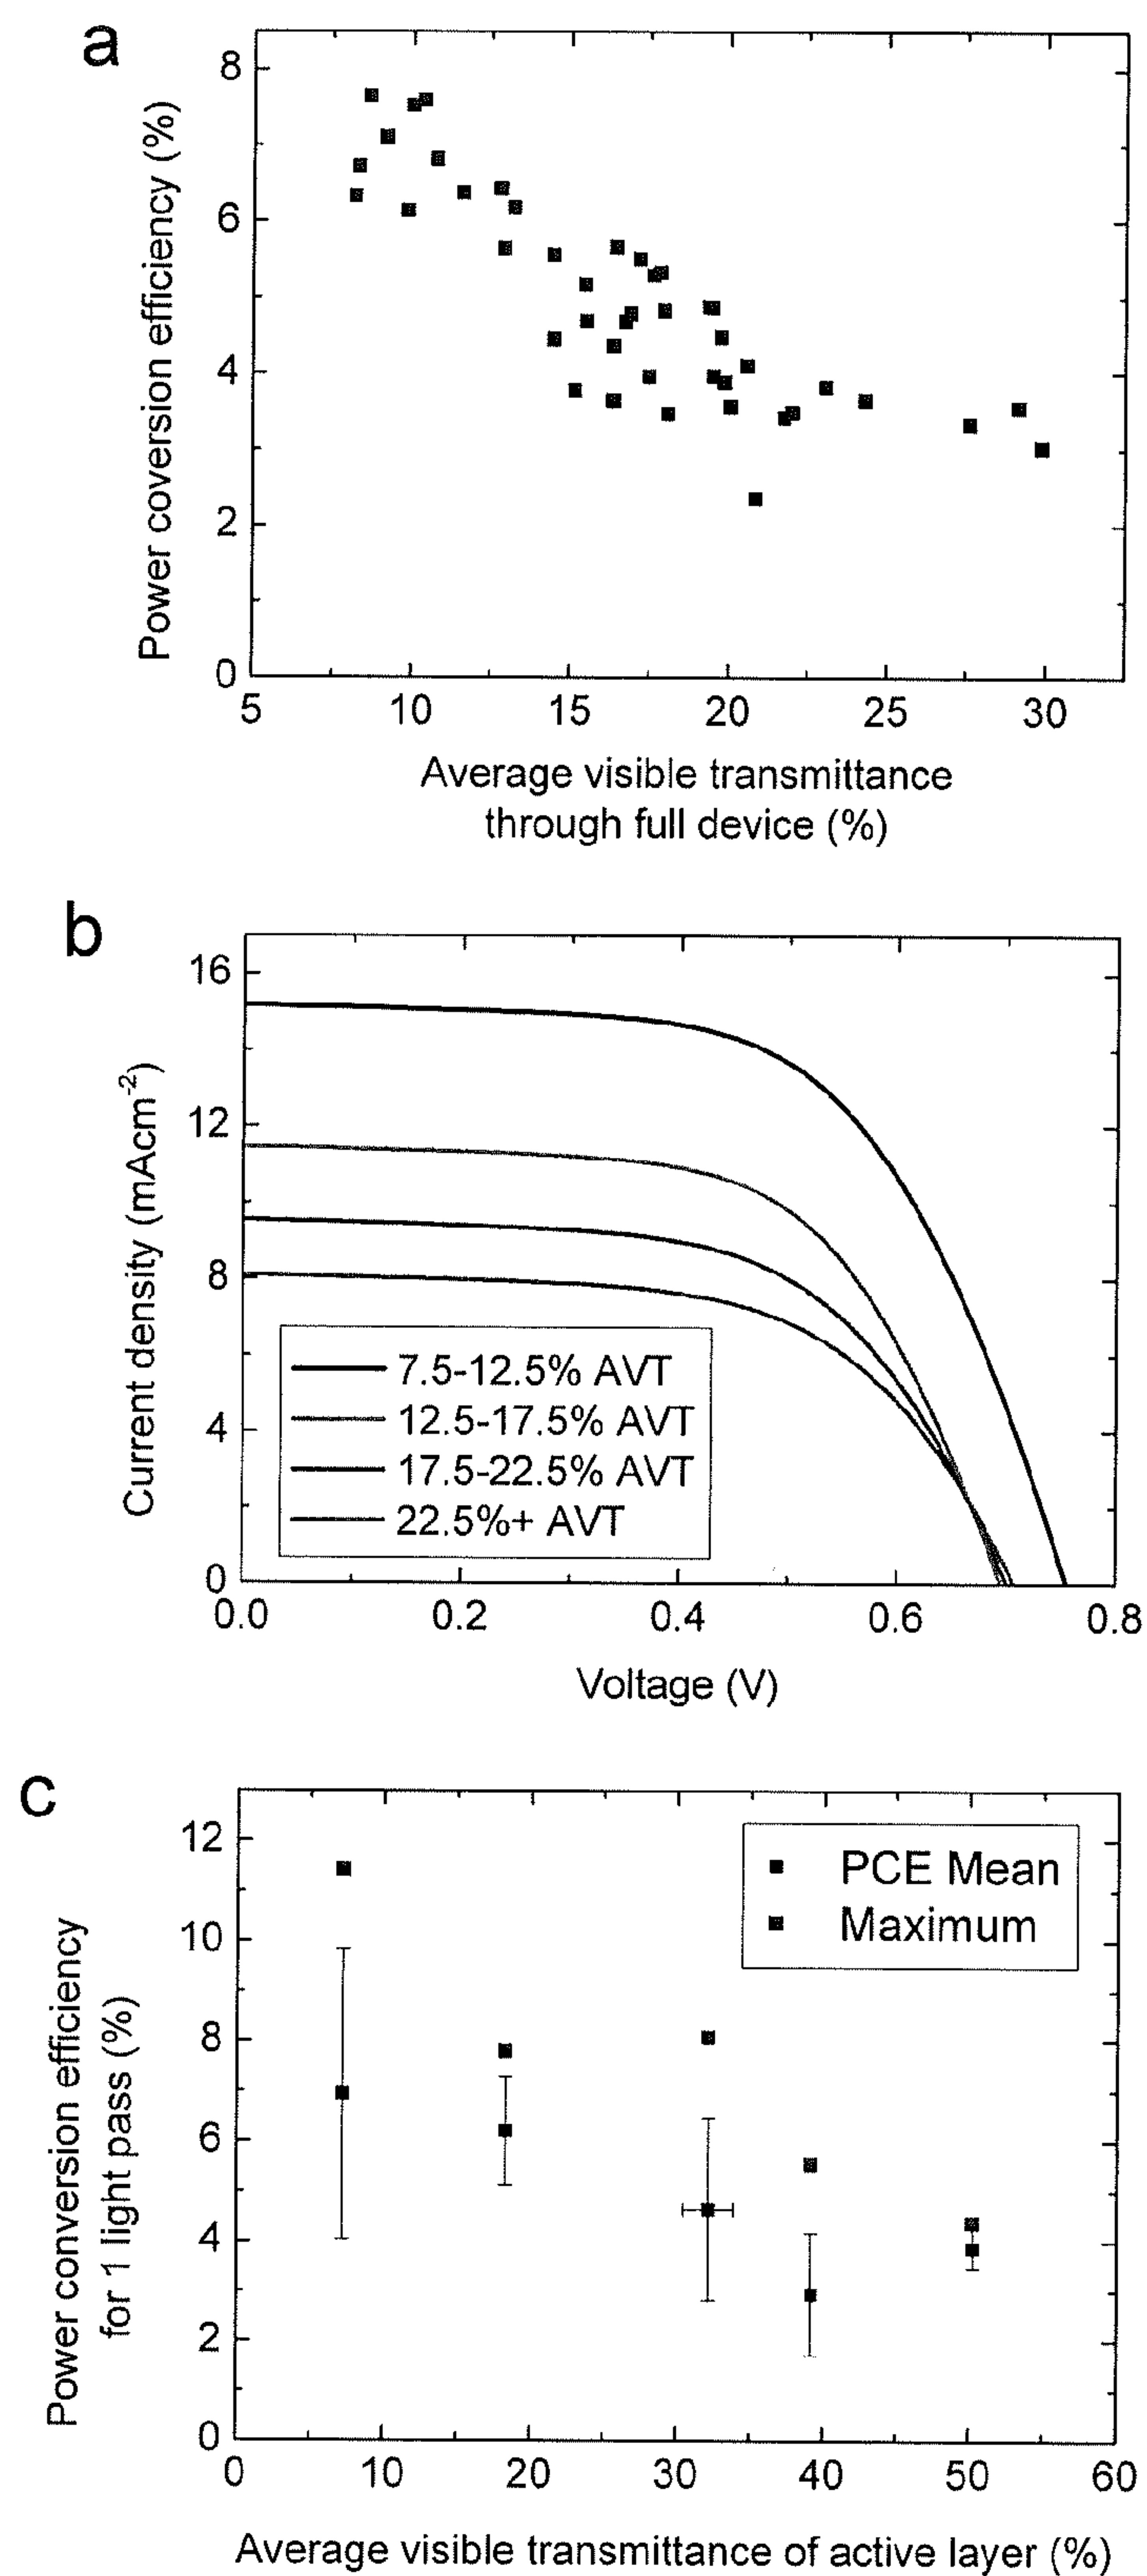 a
8
6
4
2
0
Power coversion efficiency (%)
5 10 15 20 25 30
Average visible transmittance
through full device (%)
b
16
12
8
4
0
Current density (mAcm⁻²)
7.5-12.5% AVT
12.5-17.5% AVT
17.5-22.5% AVT
22.5%+ AVT
0.0 0.2 0.4 0.6 0.8
Voltage (V)
c
12
10
8
6
4
2
0
Power conversion efficiency
for 1 light pass (%)
PCE Mean
Maximum
0 10 20 30 40 50 60
Average visible transmittance of active layer (%)